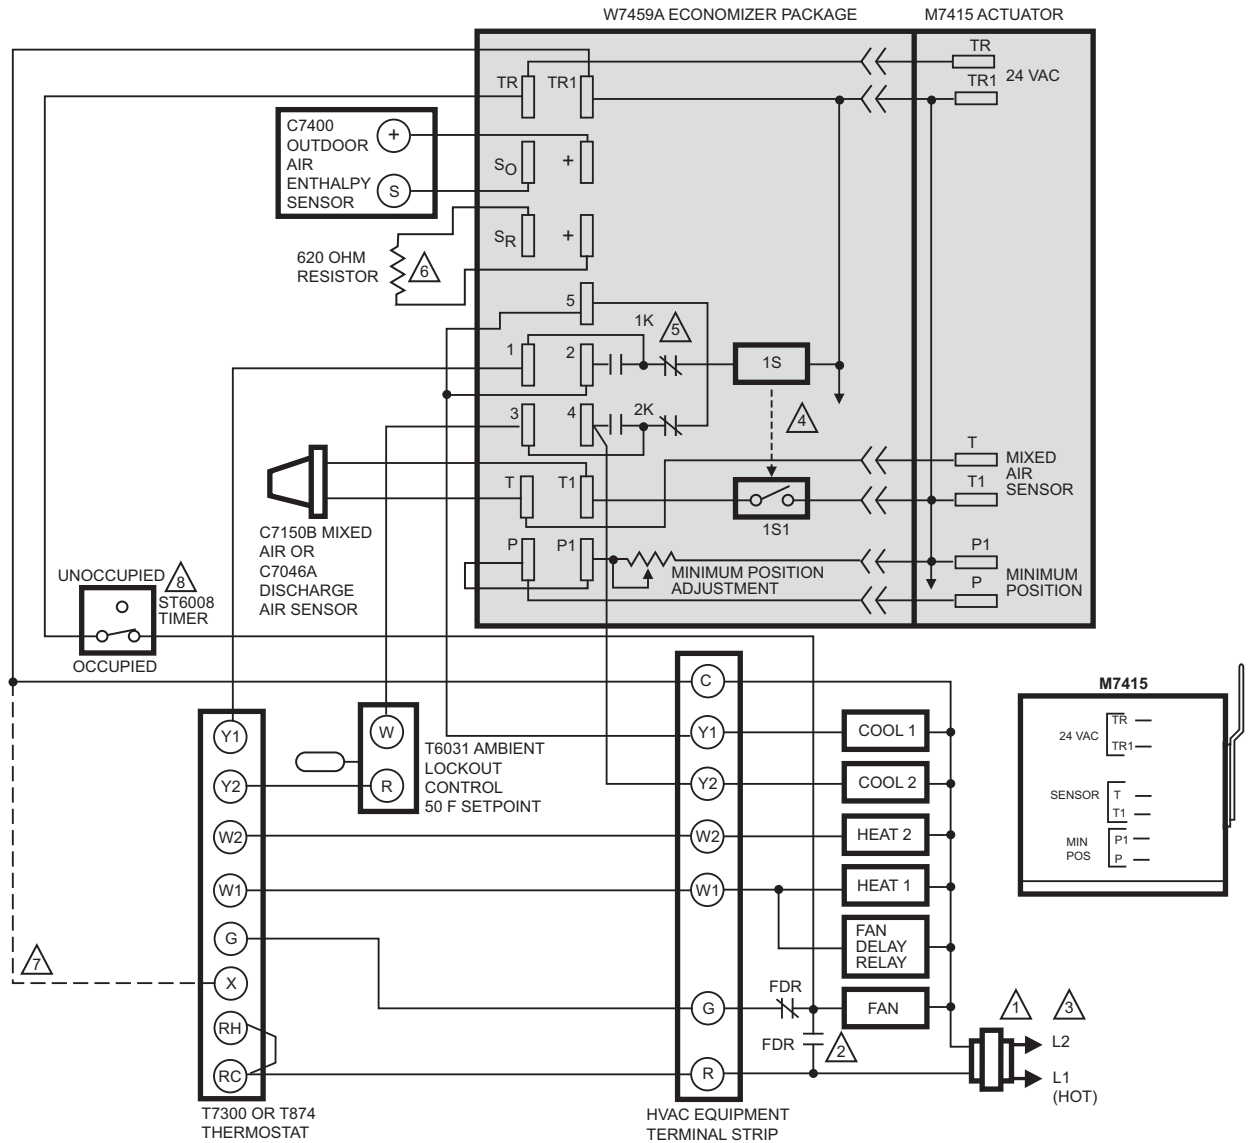 W7459A ECONOMIZER PACKAGE
M7415 ACTUATOR
TR
24 VAC
TR1
TR
TR1
C7400
OUTDOOR
AIR
ENTHALPY
SENSOR
+
S
SO
+
SR
+
620 OHM
RESISTOR
6
5
1K
5
1
2
1S
3
4
2K
4
T
T1
T
MIXED
AIR
SENSOR
T1
1S1
C7150B MIXED
AIR OR
C7046A
DISCHARGE
AIR SENSOR
P
P1
MINIMUM POSITION
ADJUSTMENT
P1
MINIMUM
POSITION
P
UNOCCUPIED
8
ST6008
TIMER
OCCUPIED
C
Y1
Y2
W2
W1
G
R
COOL 1
COOL 2
HEAT 2
HEAT 1
FAN
DELAY
RELAY
FAN
FDR
FDR
2
1
3
L2
L1
(HOT)
HVAC EQUIPMENT
TERMINAL STRIP
Y1
Y2
W2
W1
G
X
RH
RC
7
T7300 OR T874
THERMOSTAT
W
R
T6031 AMBIENT
LOCKOUT
CONTROL
50 F SETPOINT
M7415
24 VAC
TR
TR1
SENSOR
T
T1
MIN
POS
P1
P